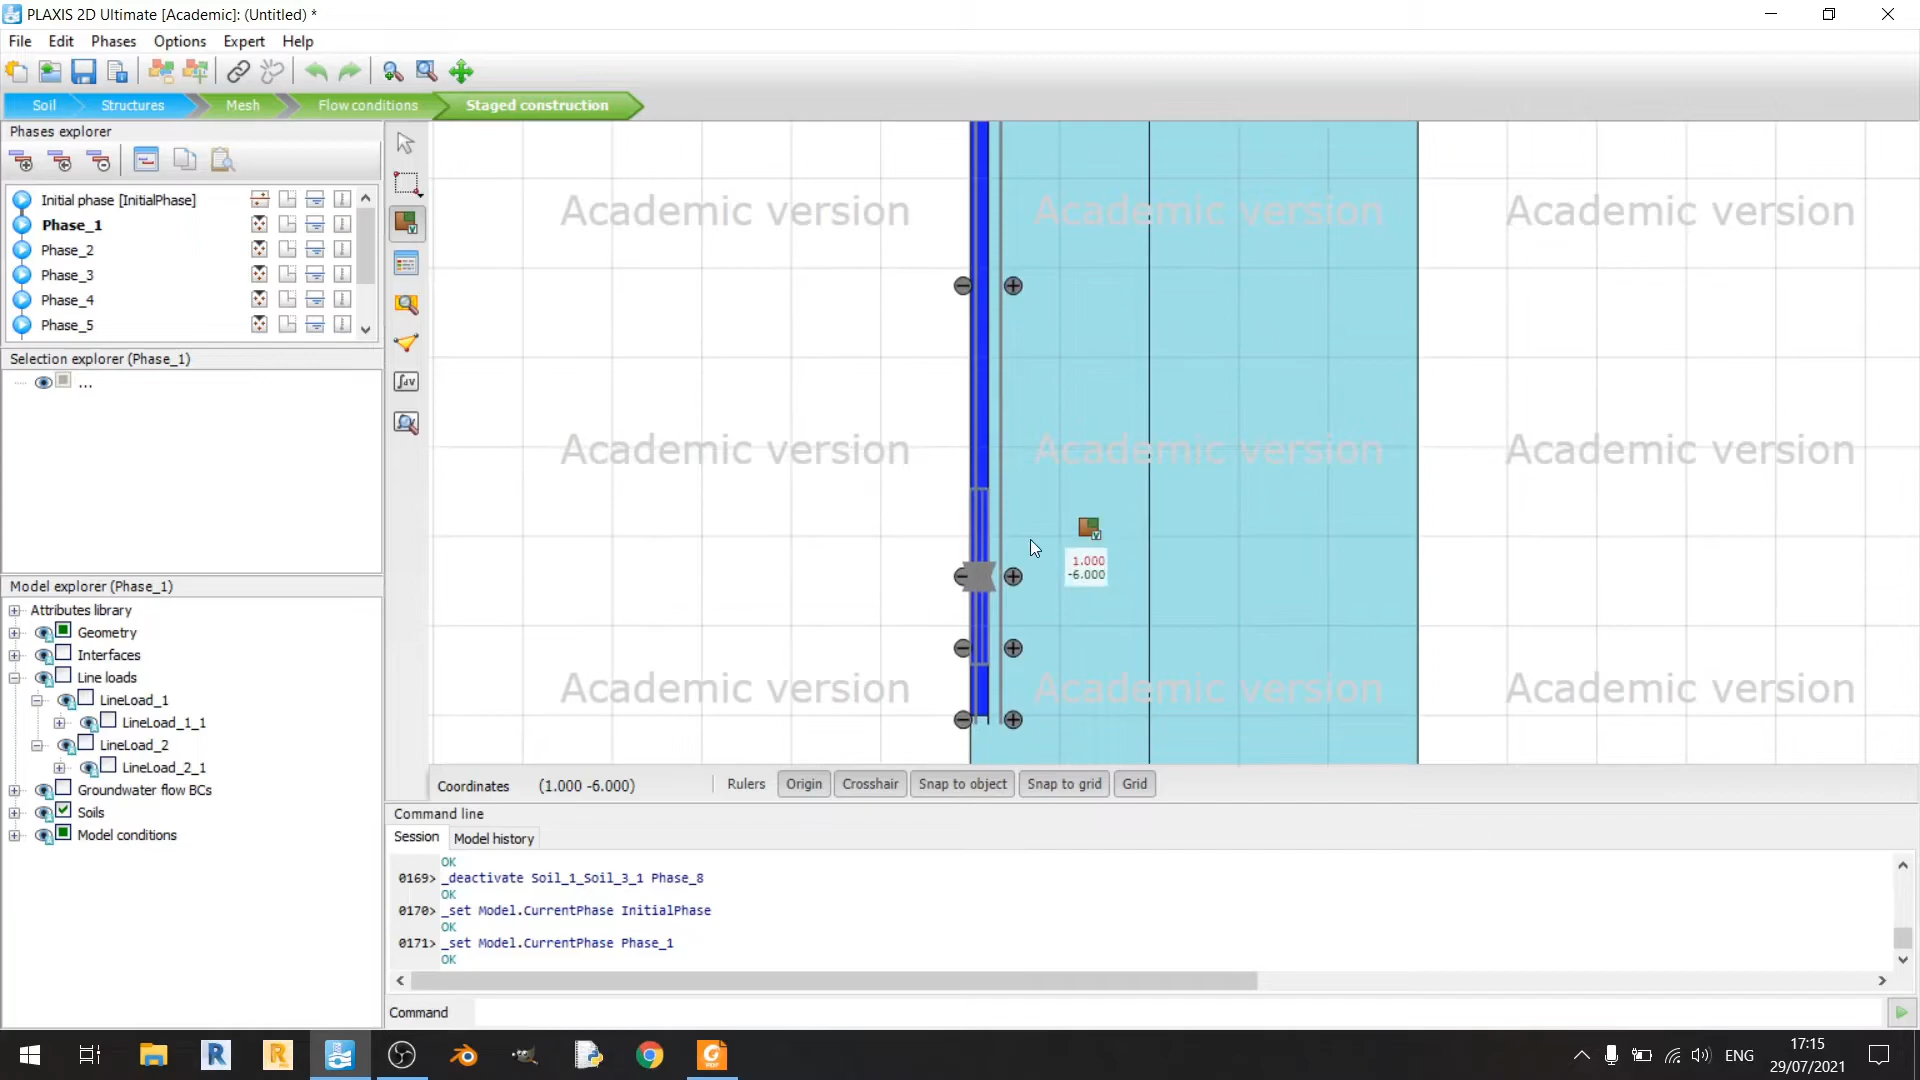 PLAXIS 2D Ultimate [Academic]: (Untitled) *
File Edit Phases Options Expert Help
Soil Structures Mesh Flow conditions Staged construction
Phases explorer
Initial phase [InitialPhase]
Phase_1
Phase_2
Phase_3
Phase_4
Phase_5
Selection explorer (Phase_1)
...
Model explorer (Phase_1)
Attributes library
Geometry
Interfaces
Line loads
LineLoad_1
LineLoad_1_1
LineLoad_2
LineLoad_2_1
Groundwater flow BCs
Soils
Model conditions
Academic version Academic version Academic version
Academic version Academic version Academic version
1.000
-6.000
Academic version Academic version Academic version
Coordinates (1.000 -6.000) Rulers Origin Crosshair Snap to object Snap to grid Grid
Command line
Session Model history
OK
0169> _deactivate Soil_1_Soil_3_1 Phase_8
OK
0170> _set Model.CurrentPhase InitialPhase
OK
0171> _set Model.CurrentPhase Phase_1
OK
Command
ENG
17:15
29/07/2021